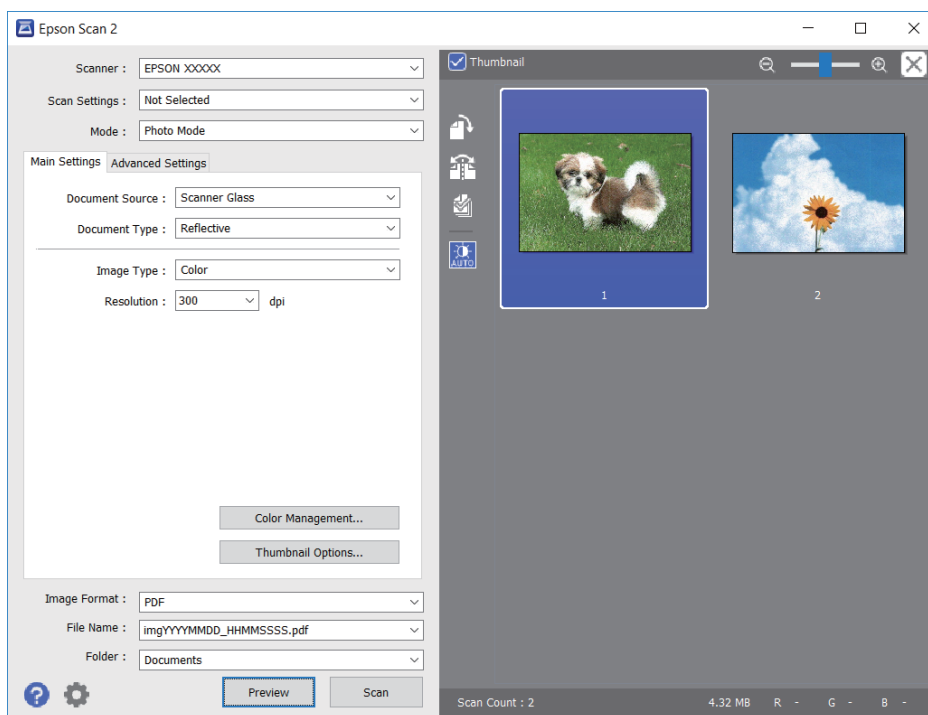 Epson Scan 2
Scanner : EPSON XXXXX
Scan Settings : Not Selected
Mode : Photo Mode
Main Settings Advanced Settings
Document Source : Scanner Glass
Document Type : Reflective
Image Type : Color
Resolution : 300 dpi
Color Management...
Thumbnail Options...
Image Format : PDF
File Name : imgYYYYMMDD_HHMMSSSS.pdf
Folder : Documents
? Preview Scan
Thumbnail
AUTO
1 2
Scan Count : 2 4.32 MB R - G - B -